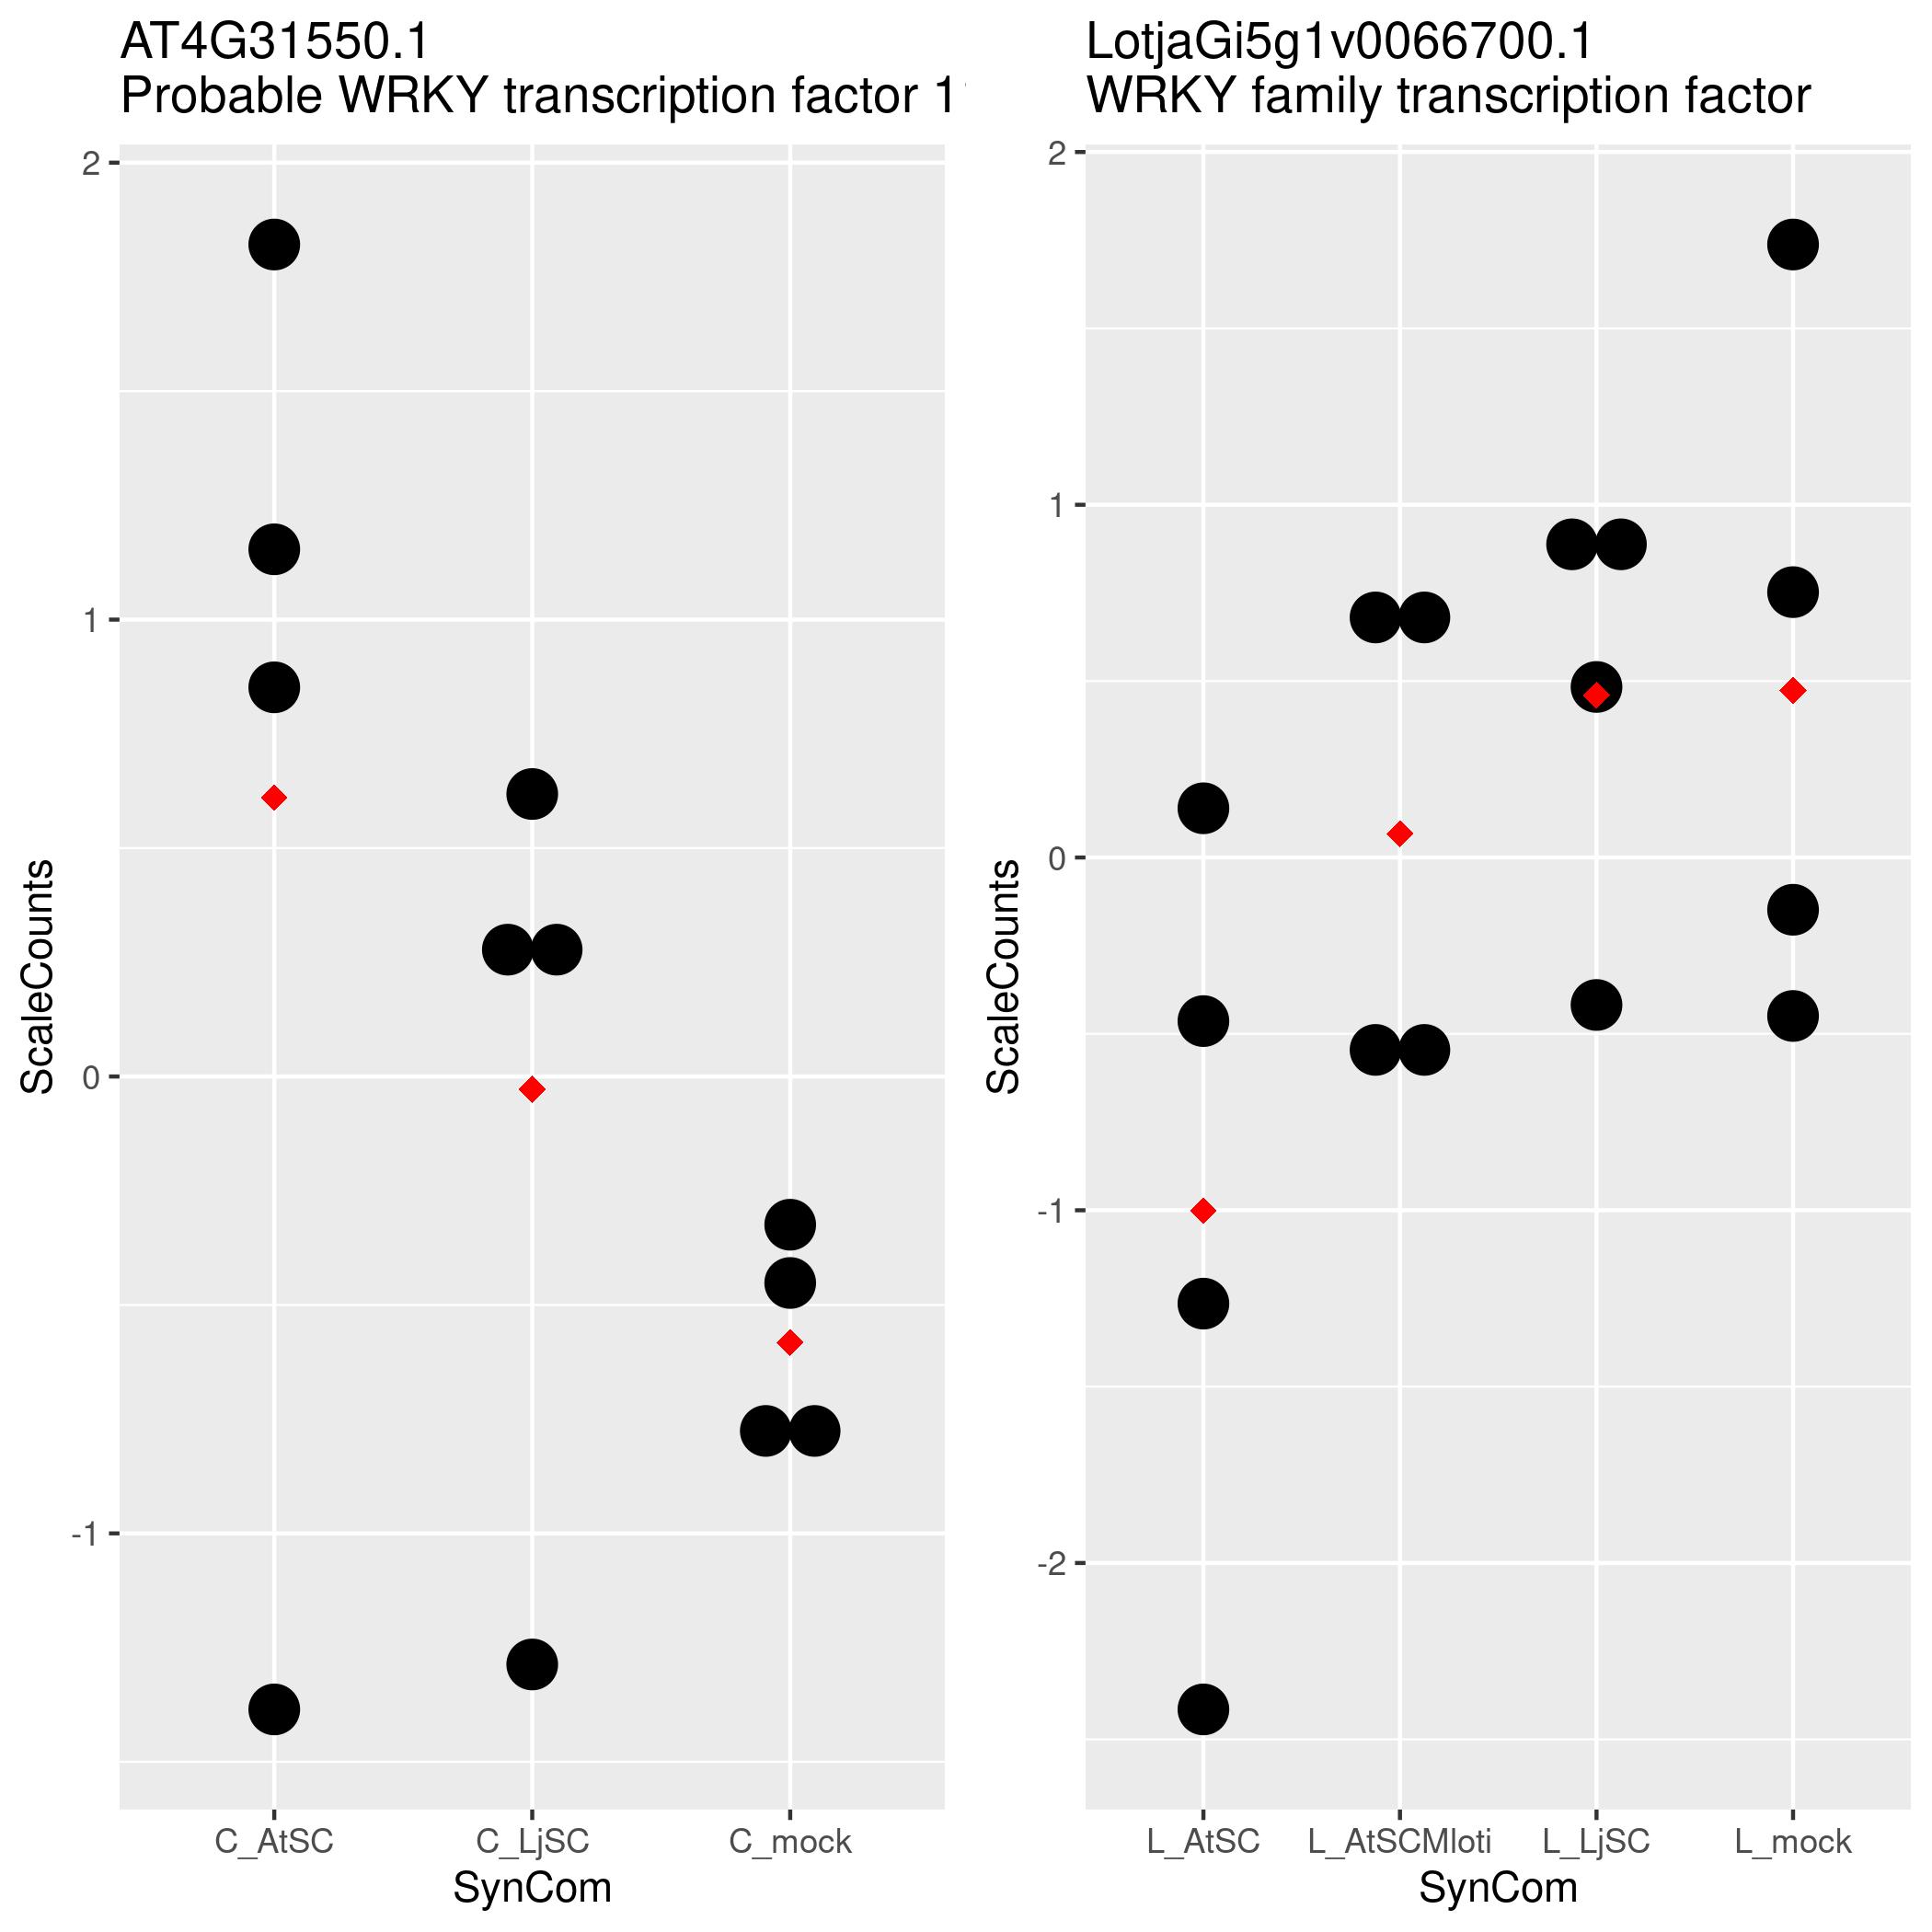 AT4G31550.1
Probable WRKY transcription factor 1
ScaleCounts
2
1
0
-1
C_AtSC
C_LjSC
C_mock
SynCom
LotjaGi5g1v0066700.1
WRKY family transcription factor
ScaleCounts
2
1
0
-1
-2
L_AtSC
L_AtSCMloti
L_LjSC
L_mock
SynCom